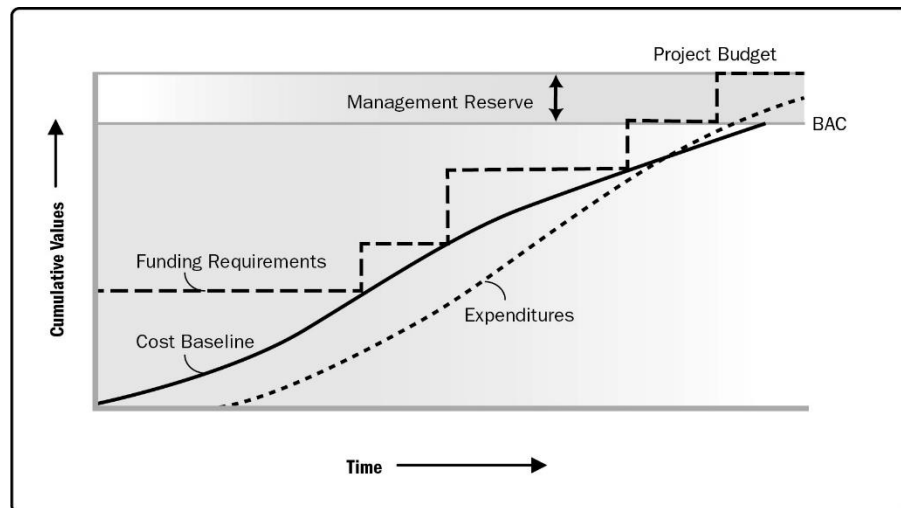 Project Budget
Management Reserve
BAC
Cumulative Values
Funding Requirements
Expenditures
Cost Baseline
Time